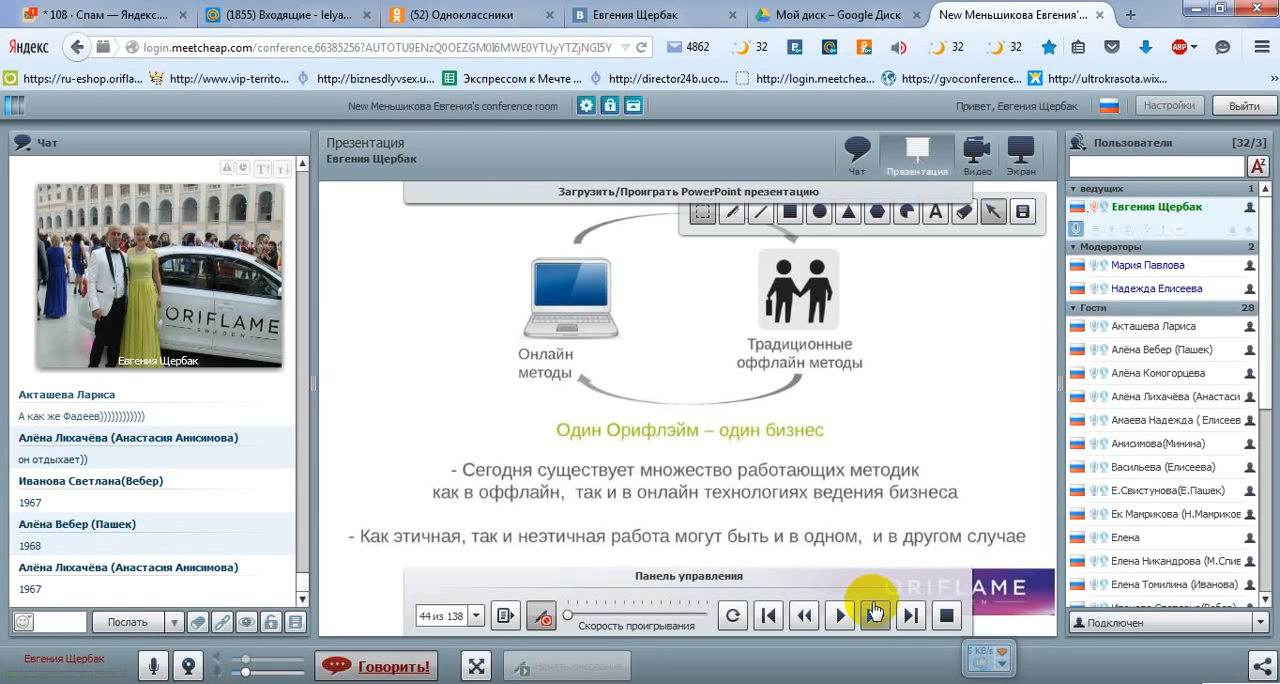 * 108 · Спам — Яндекс....
(1855) Входящие - lelya...
(52) Одноклассники
Евгения Щербак
Мой диск – Google Диск
New Меньшикова Евгения'...
Яндекс
login.meetcheap.com/conference,66385256?AUTOTU9ENzQ0OEZGM0I6MWE0YTUyYTZjNGI5Y
4862
32
32
32
ABP
https://ru-eshop.orifla...
http://www.vip-territo...
http://biznesdlyvsex.u...
Экспрессом к Мечте ...
http://director24b.u.co...
http://login.meetchea...
https://gvoconference...
http://ultrokrasota.wix...
New Меньшикова Евгения's conference room
Привет, Евгения Щербак
Настройки
Выйти
Чат
Евгения Щербак
ORIFLAME
SWEDEN
Акташева Лариса
А как же Фадеев))))))))))))
Алёна Лихачёва (Анастасия Анисимова)
он отдыхает))
Иванова Светлана(Вебер)
1967
Алёна Вебер (Пашек)
1968
Алёна Лихачёва (Анастасия Анисимова)
1967
Послать
Презентация
Евгения Щербак
Чат
Презентация
Видео
Экран
Загрузить/Проиграть PowerPoint презентацию
Онлайн
методы
Традиционные
оффлайн методы
Один Орифлэйм – один бизнес
- Сегодня существует множество работающих методик
как в оффлайн, так и в онлайн технологиях ведения бизнеса
- Как этичная, так и неэтичная работа могут быть и в одном, и в другом случае
ORIFLAME
Панель управления
44 из 138
Скорость проигрывания
Пользователи
[32/3]
ведущих 1
Евгения Щербак
Модераторы 2
Мария Павлова
Надежда Елисеева
Гости 28
Акташева Лариса
Алёна Вебер (Пашек)
Алёна Комогорцева
Алёна Лихачёва (Анастаси
Амаева Надежда ( Елисеев
Анисимова(Минина)
Васильева (Елисеева)
Е.Свистунова(Е.Пашек)
Ек Мамрикова (Н.Мамриков
Елена
Елена Никандрова (М.Спив
Елена Томилина (Иванова)
Подключен
Евгения Щербак
Говорить!
5 KB/s